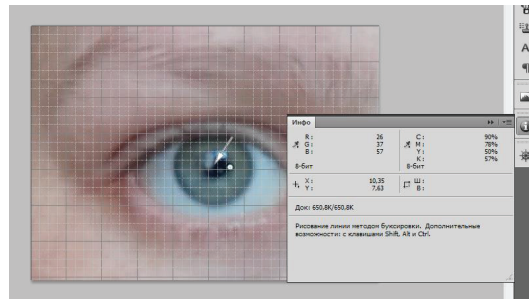 Инфо
R: 26 C: 90%
G: 37 M: 78%
B: 57 Y: 50%
K: 57%
8-бит 8-бит
X: 10,35 Ш:
Y: 7,63 В:
Док: 650,8K/650,8K
Рисование линии методом буксировки. Дополнительные
возможности: с клавишами Shift, Alt и Ctrl.
A